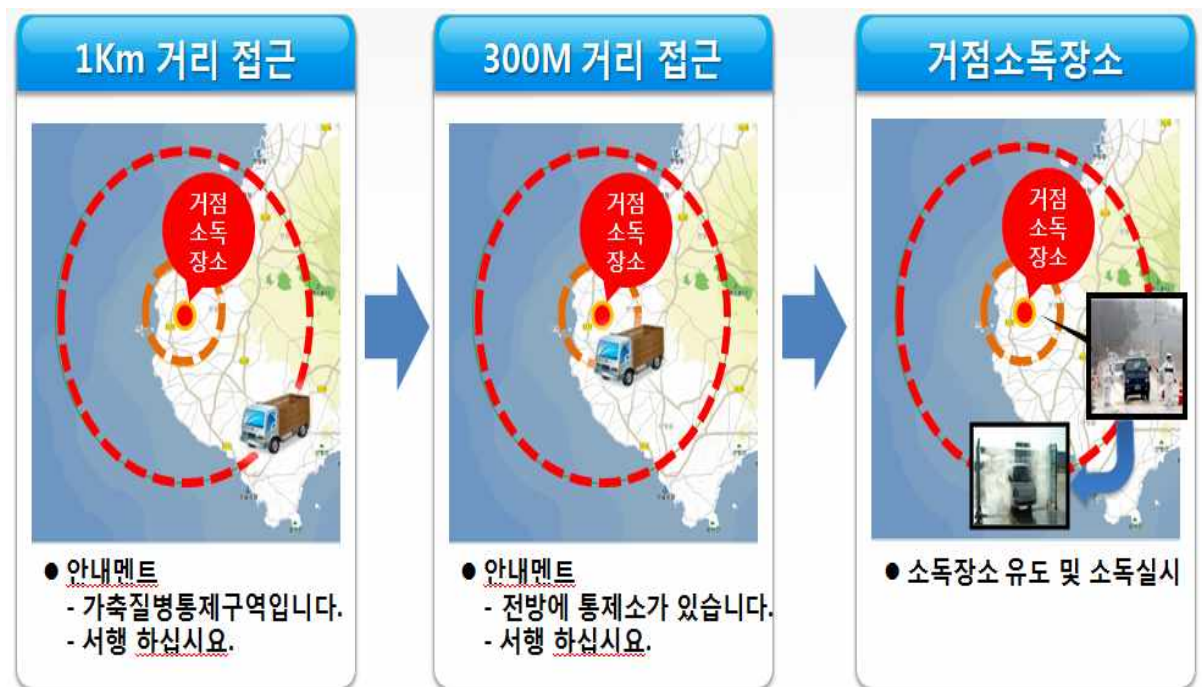 1Km 거리 접근
거점
소독
장소
● 안내멘트
- 가축질병통제구역입니다.
- 서행 하십시요.
300M 거리 접근
거점
소독
장소
● 안내멘트
- 전방에 통제소가 있습니다.
- 서행 하십시요.
거점소독장소
거점
소독
장소
● 소독장소 유도 및 소독실시